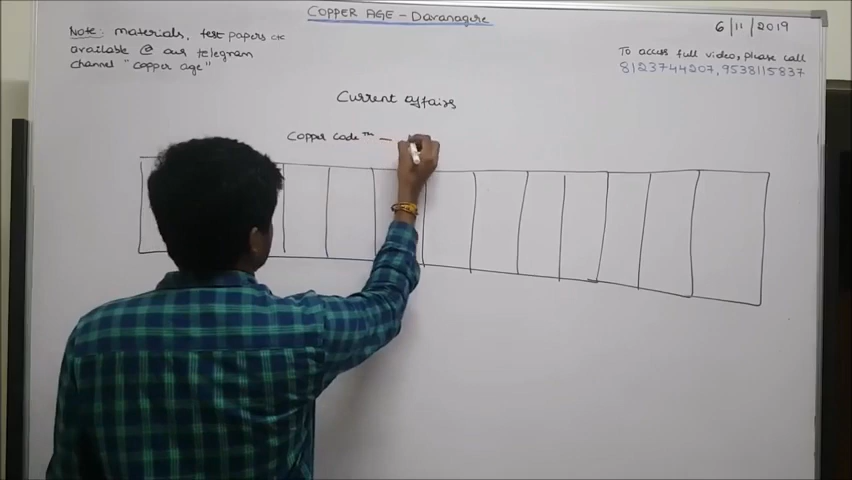 COPPER AGE - Davanagere
6/11/2019
Note: materials, test papers etc
available @ our telegram
channel "copper age"
To access full video, please call
8123744207, 9538115837
Current affairs
Copper code™ —